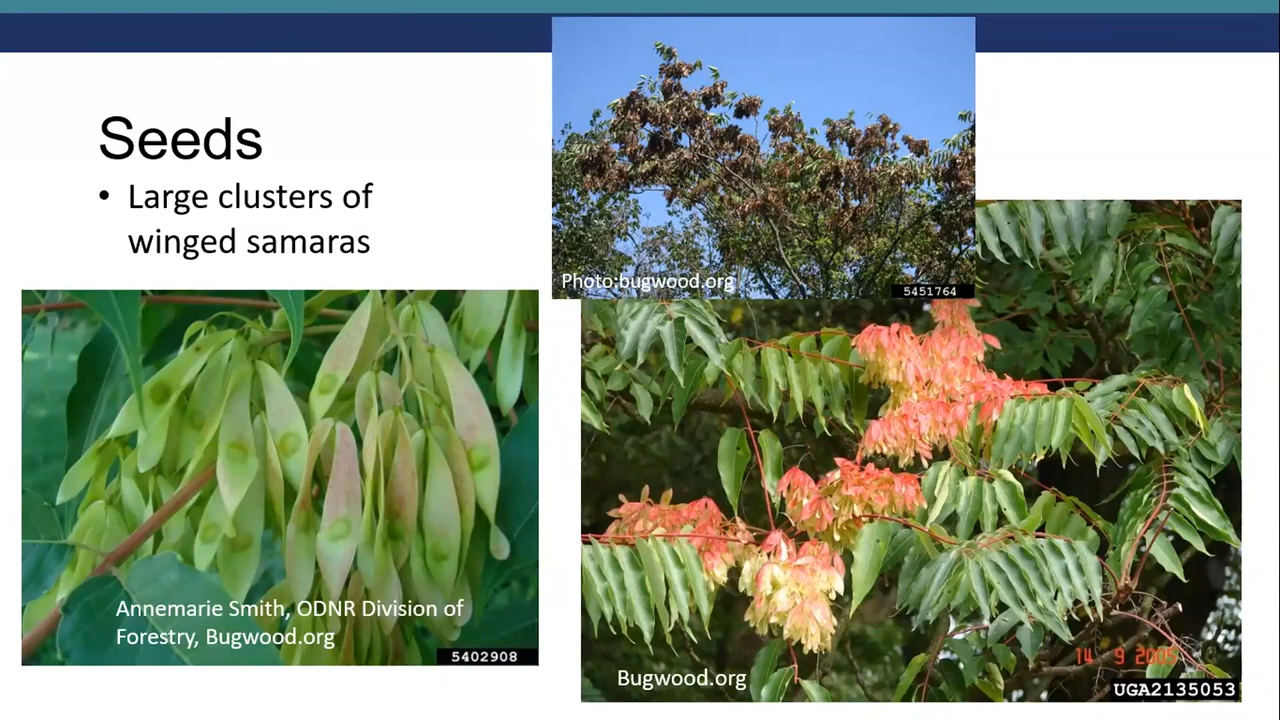 Seeds
• Large clusters of
winged samaras
Photo:bugwood.org
5451764
Annemarie Smith, ODNR Division of
Forestry, Bugwood.org
5402908
14 9 2005
Bugwood.org
UGA2135053